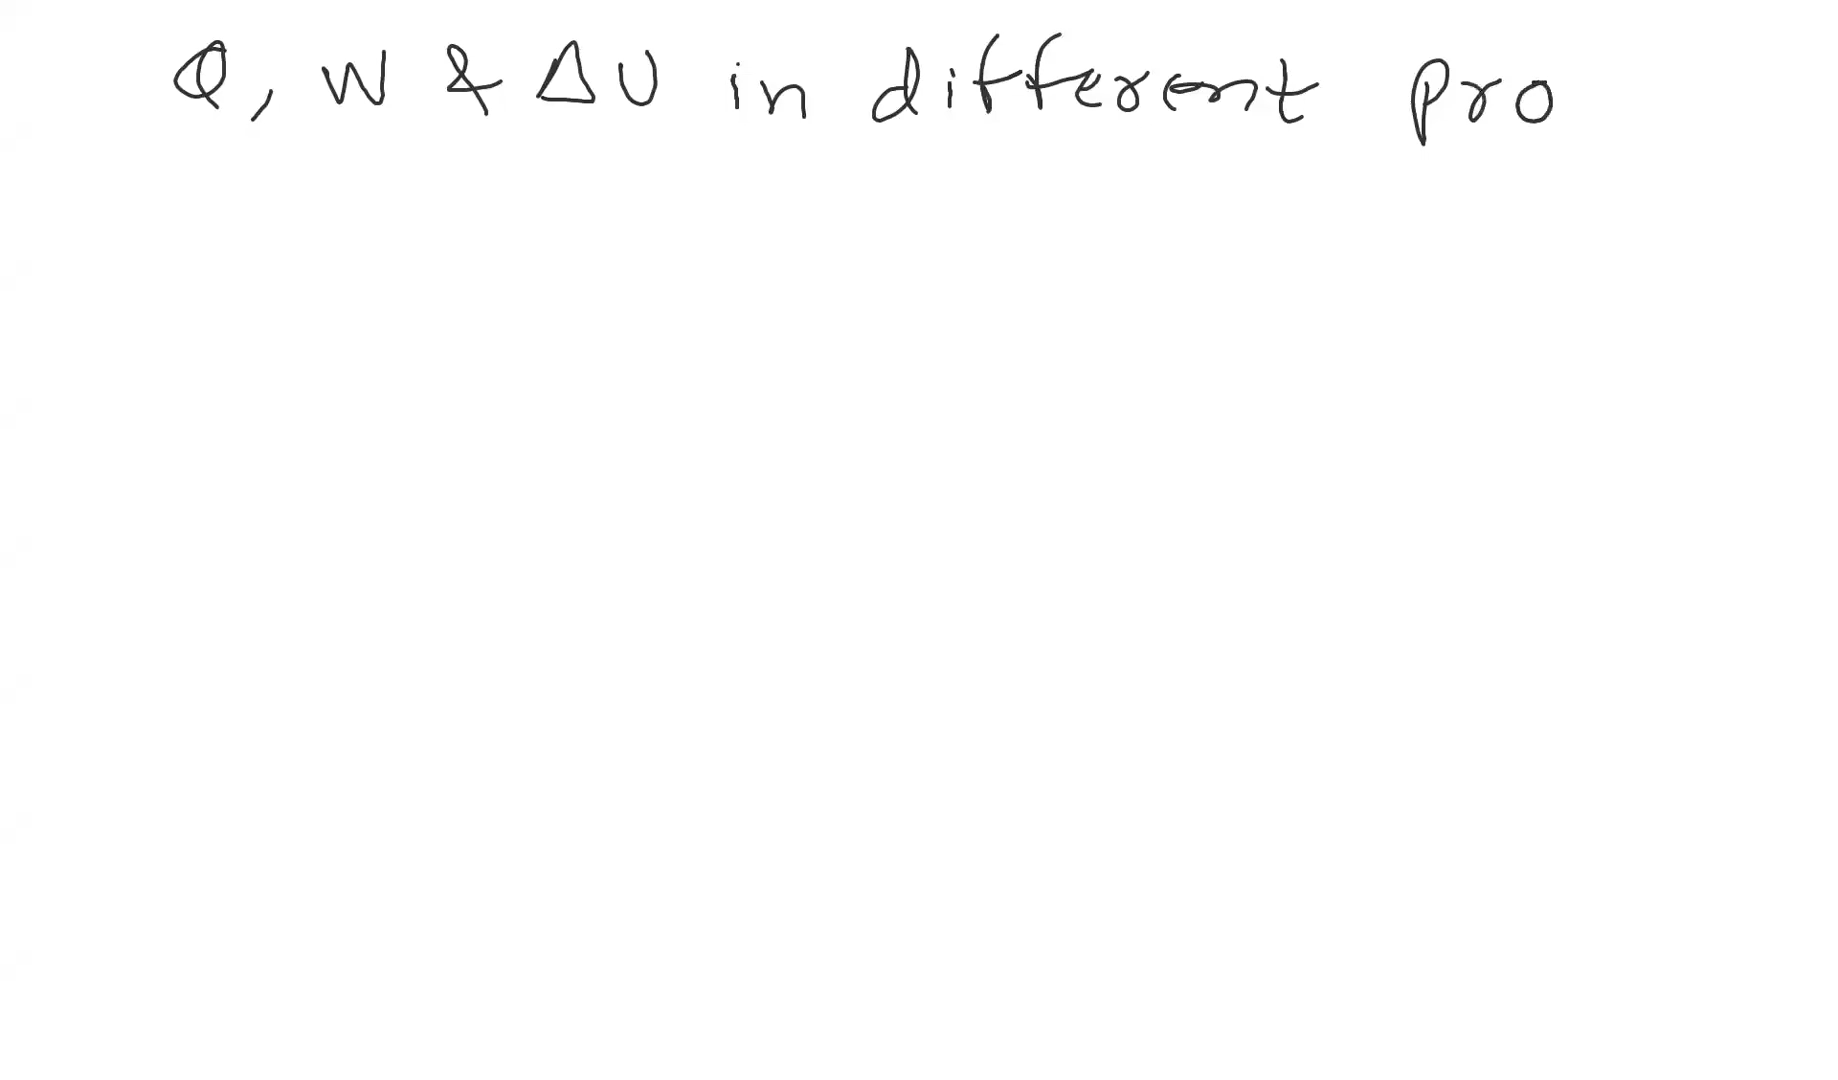 Q, W & ΔU in different pro